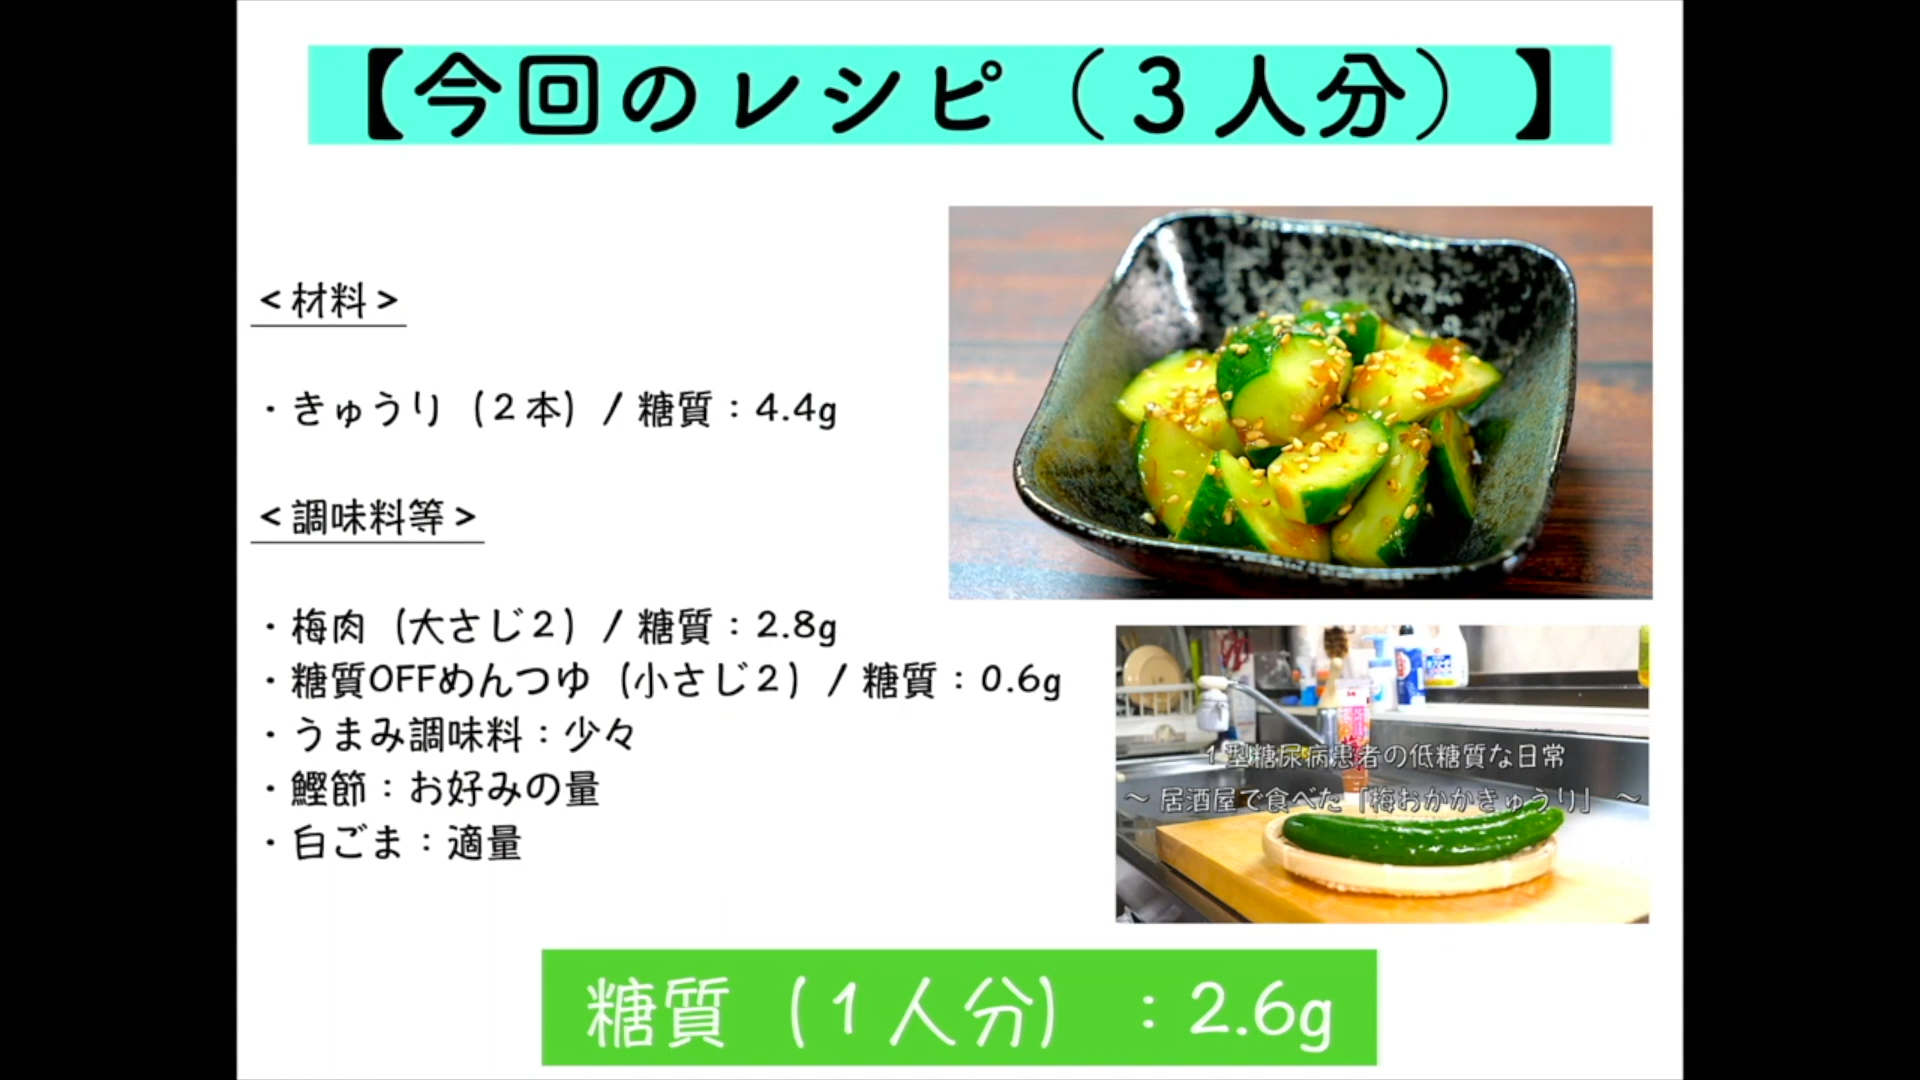 【今回のレシピ（３人分）】
＜材料＞
・きゅうり（２本）/ 糖質：4.4g
＜調味料等＞
・梅肉（大さじ２）/ 糖質：2.8g
・糖質OFFめんつゆ（小さじ２）/ 糖質：0.6g
・うまみ調味料：少々
・鰹節：お好みの量
・白ごま：適量
１型糖尿病患者の低糖質な日常
～ 居酒屋で食べた「梅おかかきゅうり」 ～
糖質（１人分）：2.6g